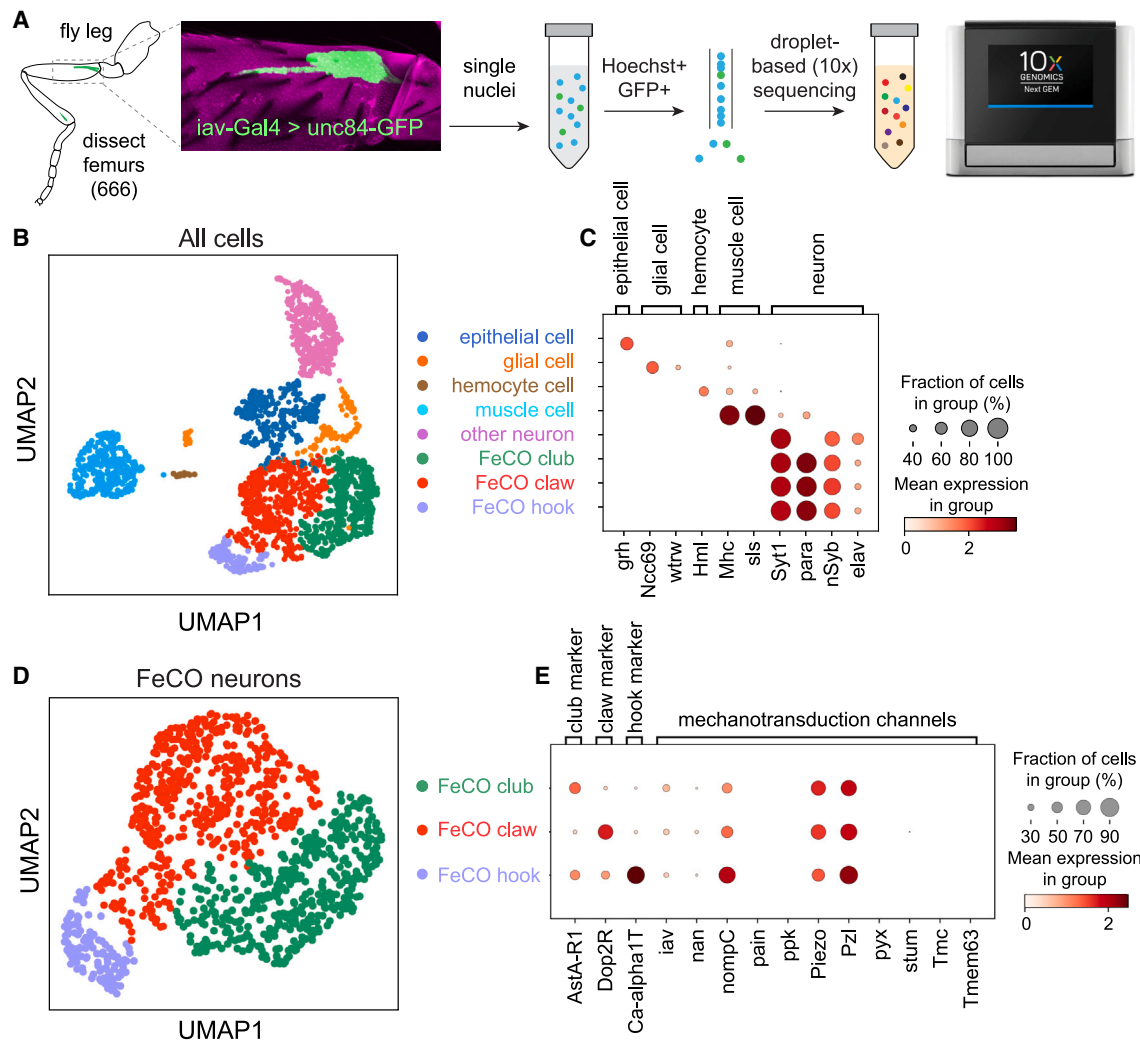 A
fly leg
dissect
femurs
(666)
iav-Gal4 > unc84-GFP
single
nuclei
Hoechst+
GFP+
droplet-
based (10x)
sequencing
10x
GENOMICS
Next GEM
B
All cells
UMAP2
UMAP1
epithelial cell
glial cell
hemocyte cell
muscle cell
other neuron
FeCO club
FeCO claw
FeCO hook
C
epithelial cell
glial cell
hemocyte
muscle cell
neuron
grh
Ncc69
wtrw
Hml
Mhc
sls
Syt1
para
nSyb
elav
Fraction of cells
in group (%)
40 60 80 100
Mean expression
in group
0 2
D
FeCO neurons
UMAP2
UMAP1
E
club marker
claw marker
hook marker
mechanotransduction channels
FeCO club
FeCO claw
FeCO hook
AstA-R1
Dop2R
Ca-alpha1T
iav
nan
nompC
pain
ppk
Piezo
Pzl
pyx
stum
Tmc
Tmem63
Fraction of cells
in group (%)
30 50 70 90
Mean expression
in group
0 2